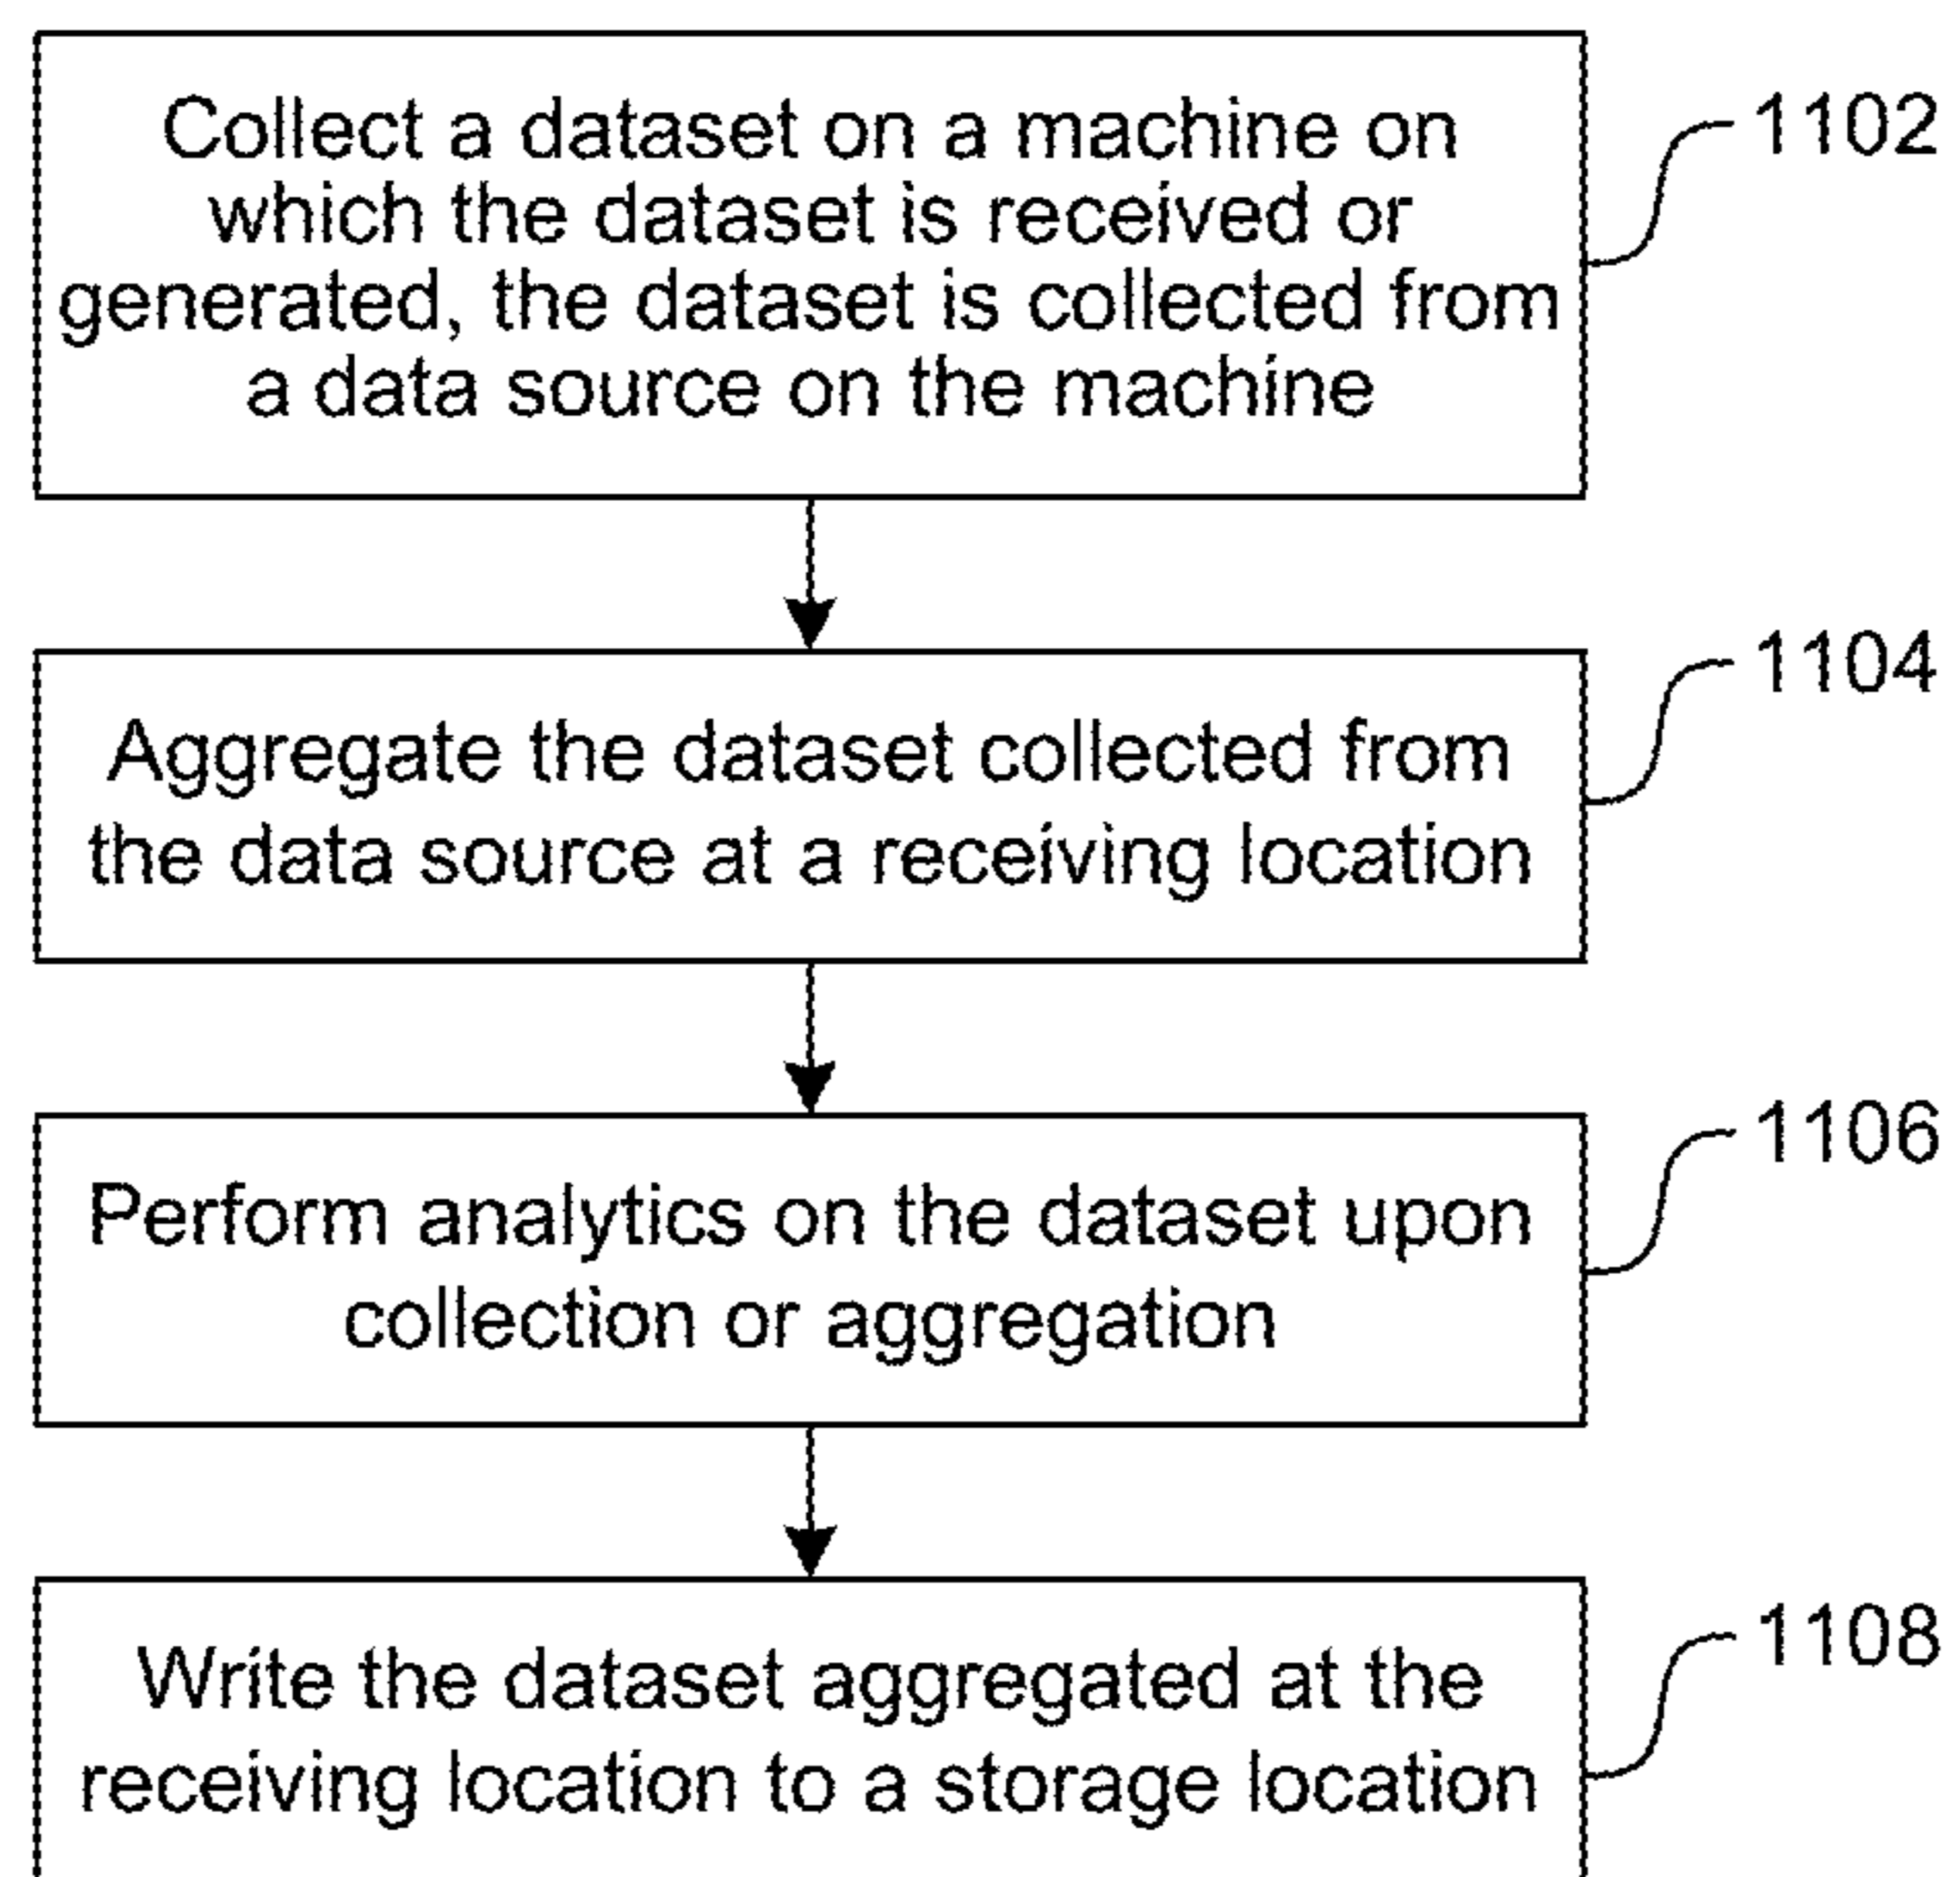 Collect a dataset on a machine on
which the dataset is received or
generated, the dataset is collected from
a data source on the machine
1102
Aggregate the dataset collected from
the data source at a receiving location
1104
Perform analytics on the dataset upon
collection or aggregation
1106
Write the dataset aggregated at the
receiving location to a storage location
1108